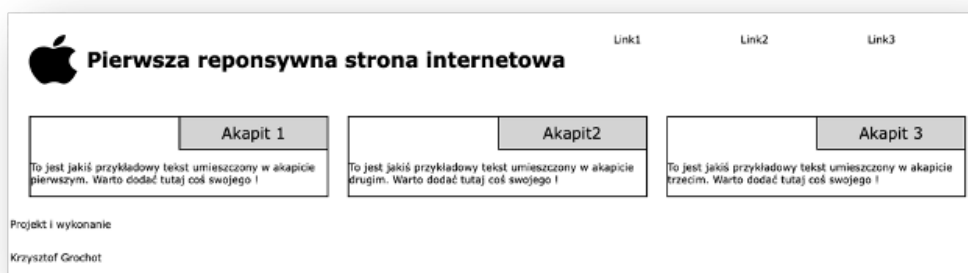 Link1 Link2 Link3
Pierwsza reponsywna strona internetowa
Akapit 1
To jest jakiś przykładowy tekst umieszczony w akapicie
pierwszym. Warto dodać tutaj coś swojego !
Akapit2
To jest jakiś przykładowy tekst umieszczony w akapicie
drugim. Warto dodać tutaj coś swojego !
Akapit 3
To jest jakiś przykładowy tekst umieszczony w akapicie
trzecim. Warto dodać tutaj coś swojego !
Projekt i wykonanie
Krzysztof Grochot